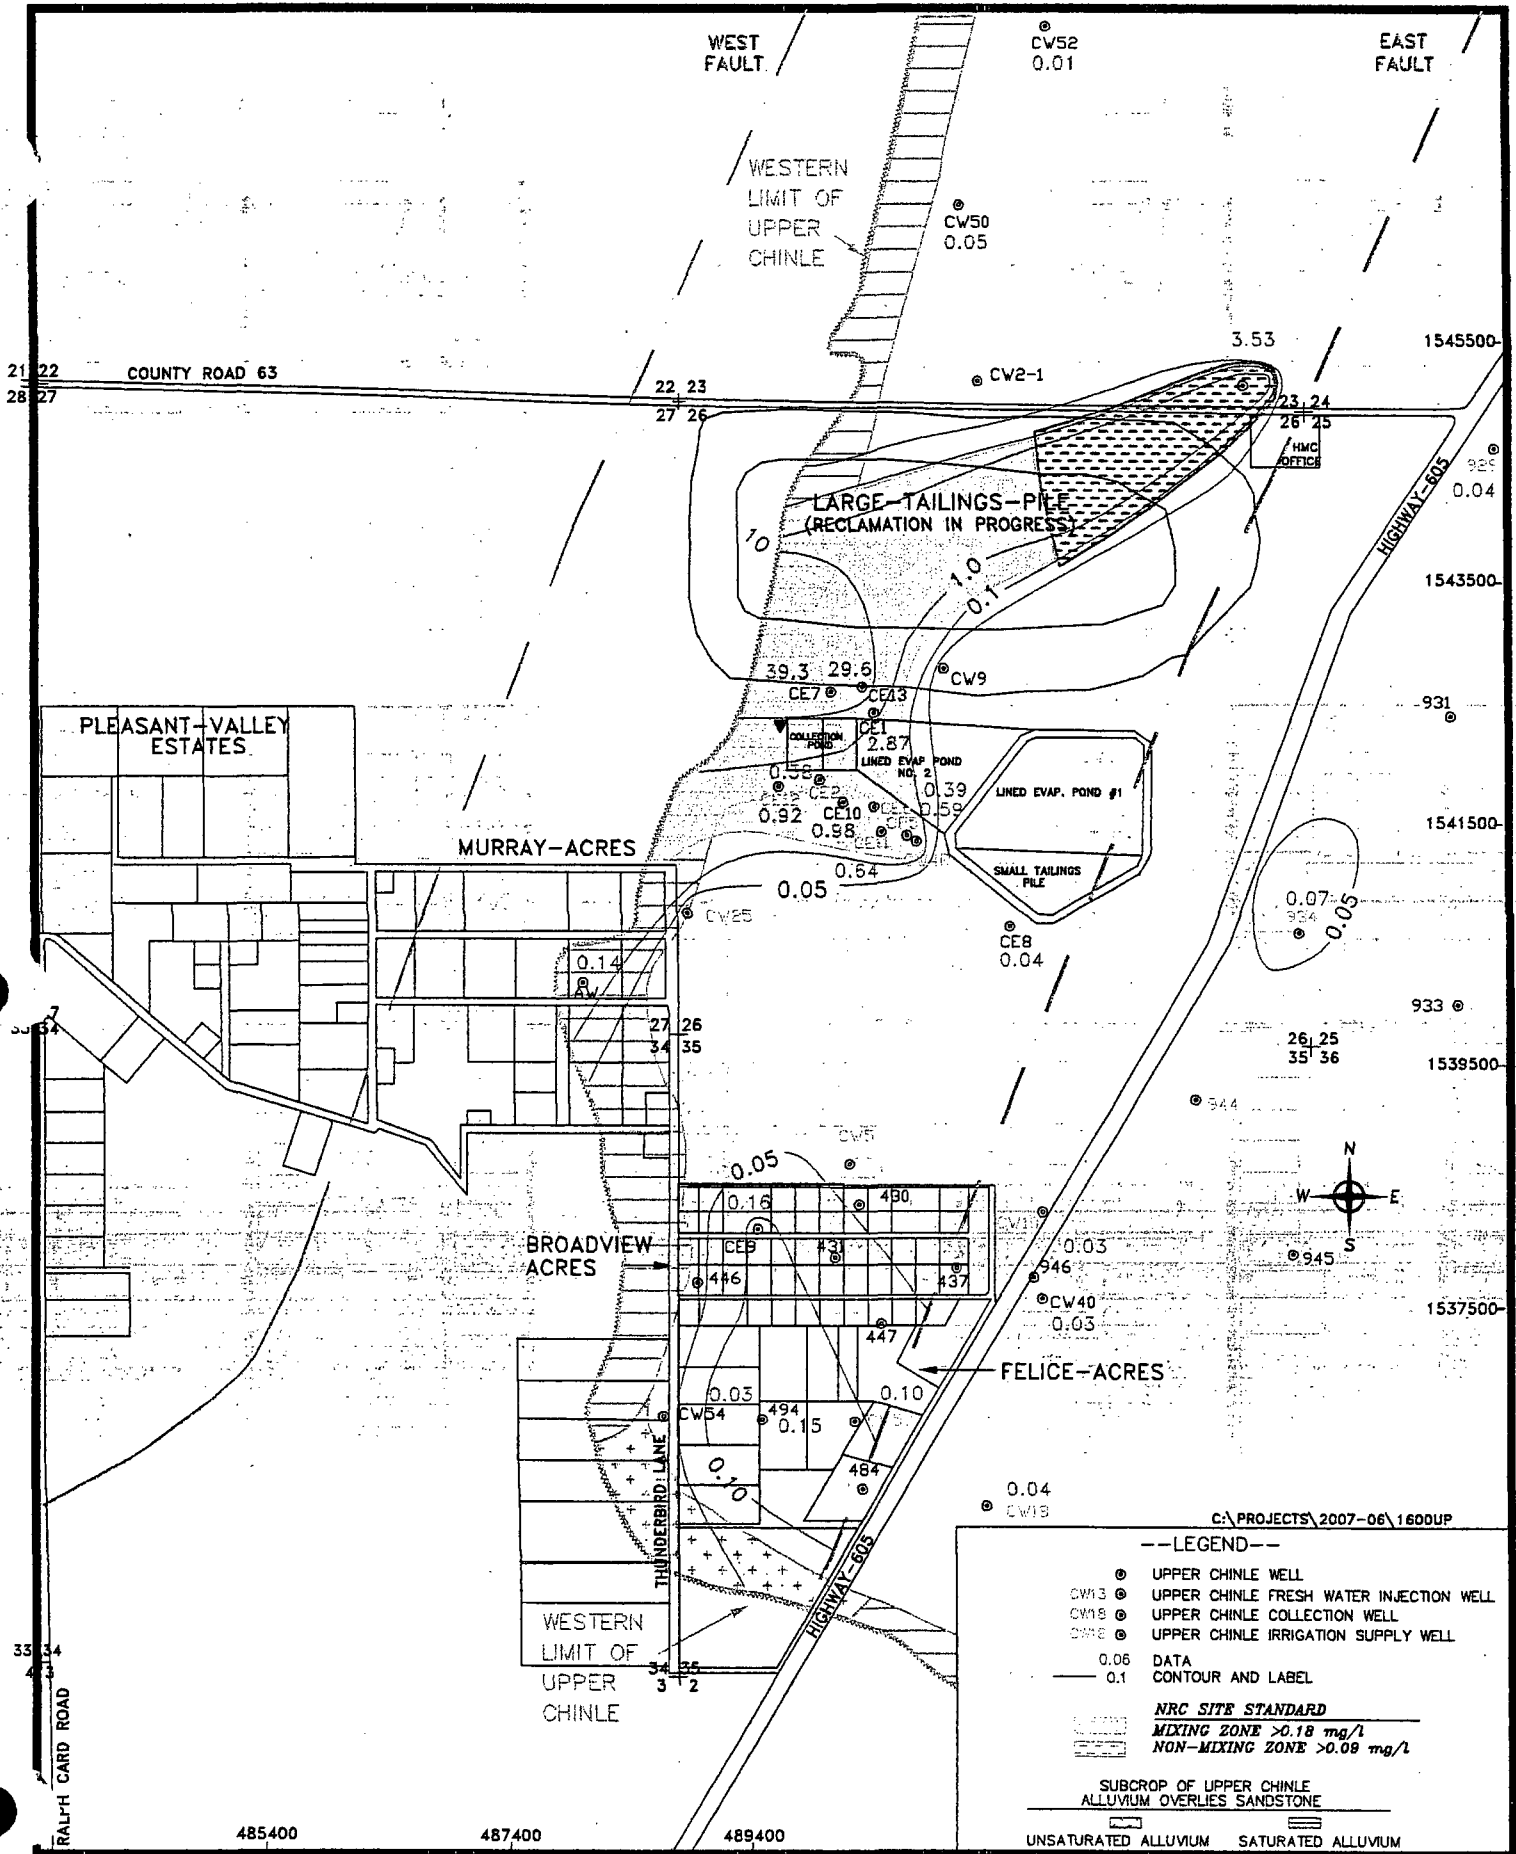 WEST
FAULT
CW52
0.01
EAST
FAULT
WESTERN
LIMIT OF
UPPER
CHINLE
CW50
0.05
3.53
1545500
21 22
28 27
COUNTY ROAD 63
22 23
27 26
CW2-1
23 24
26 25
HMC
OFFICE
0.04
HIGHWAY-605
LARGE-TAILINGS-PILE
(RECLAMATION IN PROGRESS)
10
1.0
0.1
1543500
39.3
29.6
CE7
CE13
CW9
931
PLEASANT-VALLEY
ESTATES
COLLECTION
POND
CE1
2.87
LINED EVAP POND
NO. 2
CE2
0.39
0.59
LINED EVAP. POND #1
0.92
CE10
0.98
1541500
MURRAY-ACRES
0.64
0.05
SMALL TAILINGS
PILE
0.07
934
0.05
CW25
CE8
0.04
0.14
AW
933
27 26
34 35
26 25
35 36
1539500
944
CW5
N
W E
S
0.05
0.16
430
CE9
431
BROADVIEW
ACRES
446
437
0.03
946
945
CW40
0.03
1537500
447
FELICE-ACRES
0.03
0.10
CW54
494
0.15
THUNDERBIRD LANE
0.10
484
0.04
CW18
C:\PROJECTS\2007-06\1600UP
HIGHWAY-605
--LEGEND--
UPPER CHINLE WELL
CW13 UPPER CHINLE FRESH WATER INJECTION WELL
CW18 UPPER CHINLE COLLECTION WELL
UPPER CHINLE IRRIGATION SUPPLY WELL
0.06 DATA
0.1 CONTOUR AND LABEL
NRC SITE STANDARD
MIXING ZONE >0.18 mg/l
NON-MIXING ZONE >0.09 mg/l
SUBCROP OF UPPER CHINLE
ALLUVIUM OVERLIES SANDSTONE
UNSATURATED ALLUVIUM SATURATED ALLUVIUM
WESTERN
LIMIT OF
UPPER
CHINLE
33 34
34 35
3 2
RALPH CARD ROAD
485400
487400
489400